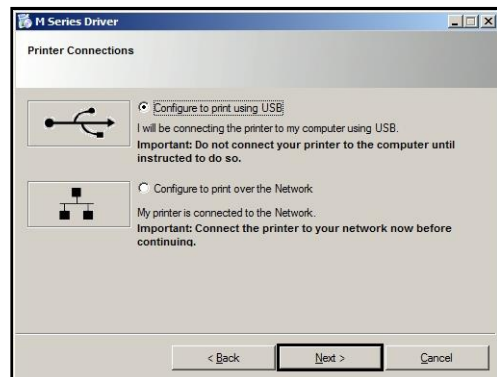 M Series Driver
Printer Connections
Configure to print using USB
I will be connecting the printer to my computer using USB.
Important: Do not connect your printer to the computer until
instructed to do so.
Configure to print over the Network
My printer is connected to the Network.
Important: Connect the printer to your network now before
continuing.
< Back
Next >
Cancel